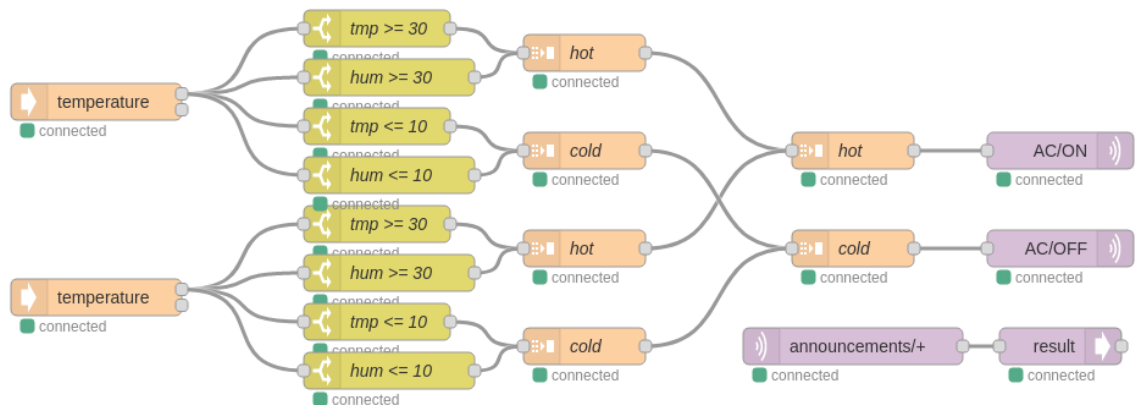 temperature
connected
tmp >= 30
connected
hum >= 30
connected
tmp <= 10
connected
hum <= 10
connected
hot
connected
cold
connected
temperature
connected
tmp >= 30
connected
hum >= 30
connected
tmp <= 10
connected
hum <= 10
connected
hot
connected
cold
connected
hot
connected
AC/ON
connected
cold
connected
AC/OFF
connected
announcements/+
connected
result
connected